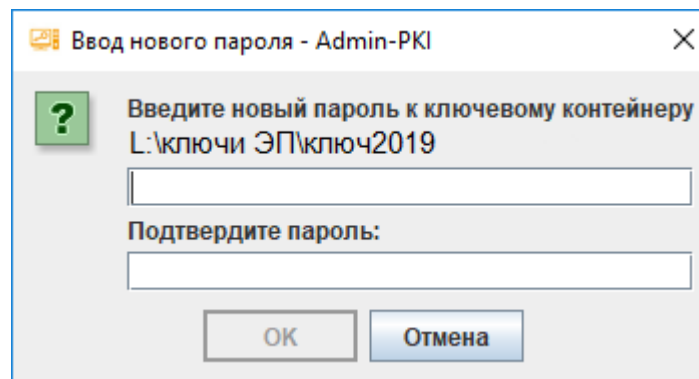 Ввод нового пароля - Admin-PKI
?
Введите новый пароль к ключевому контейнеру
L:\ключи ЭП\ключ2019
Подтвердите пароль:
OK
Отмена